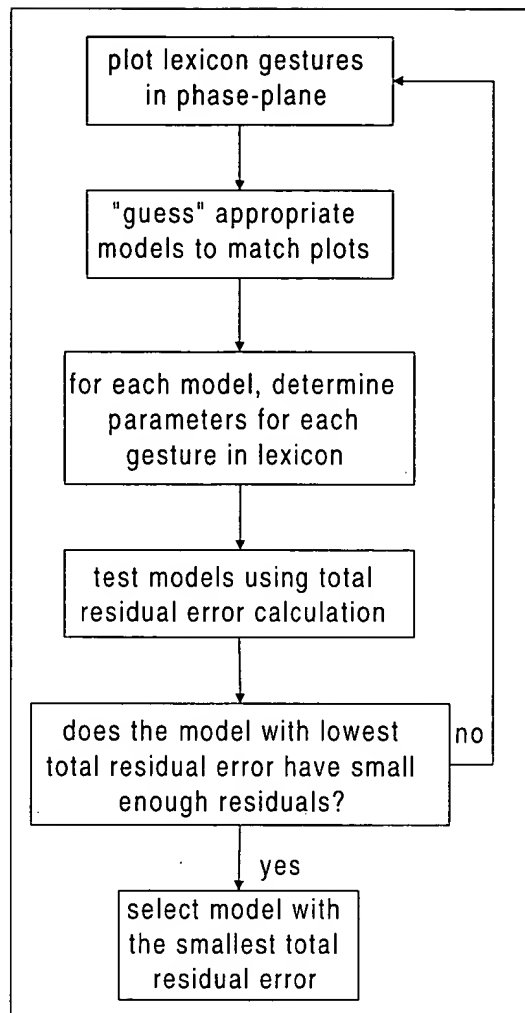 plot lexicon gestures
in phase-plane
"guess" appropriate
models to match plots
for each model, determine
parameters for each
gesture in lexicon
test models using total
residual error calculation
does the model with lowest
total residual error have small
enough residuals?
no
yes
select model with
the smallest total
residual error